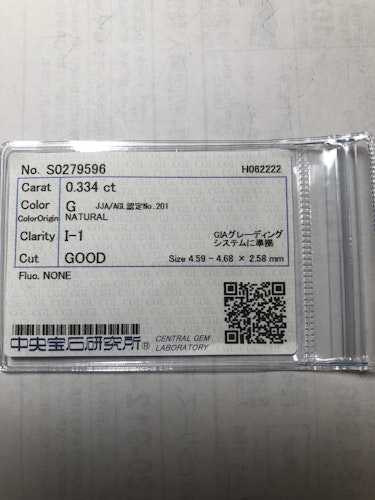 No. S0279596 H062222
Carat 0.334 ct
Color G JJA/AGL認定No.201
ColorOrigin NATURAL
Clarity I-1 GIAグレーディング
システムに準拠
Cut GOOD Size 4.59 - 4.68 × 2.58 mm
Fluo. NONE
中央宝石研究所® CENTRAL GEM
LABORATORY